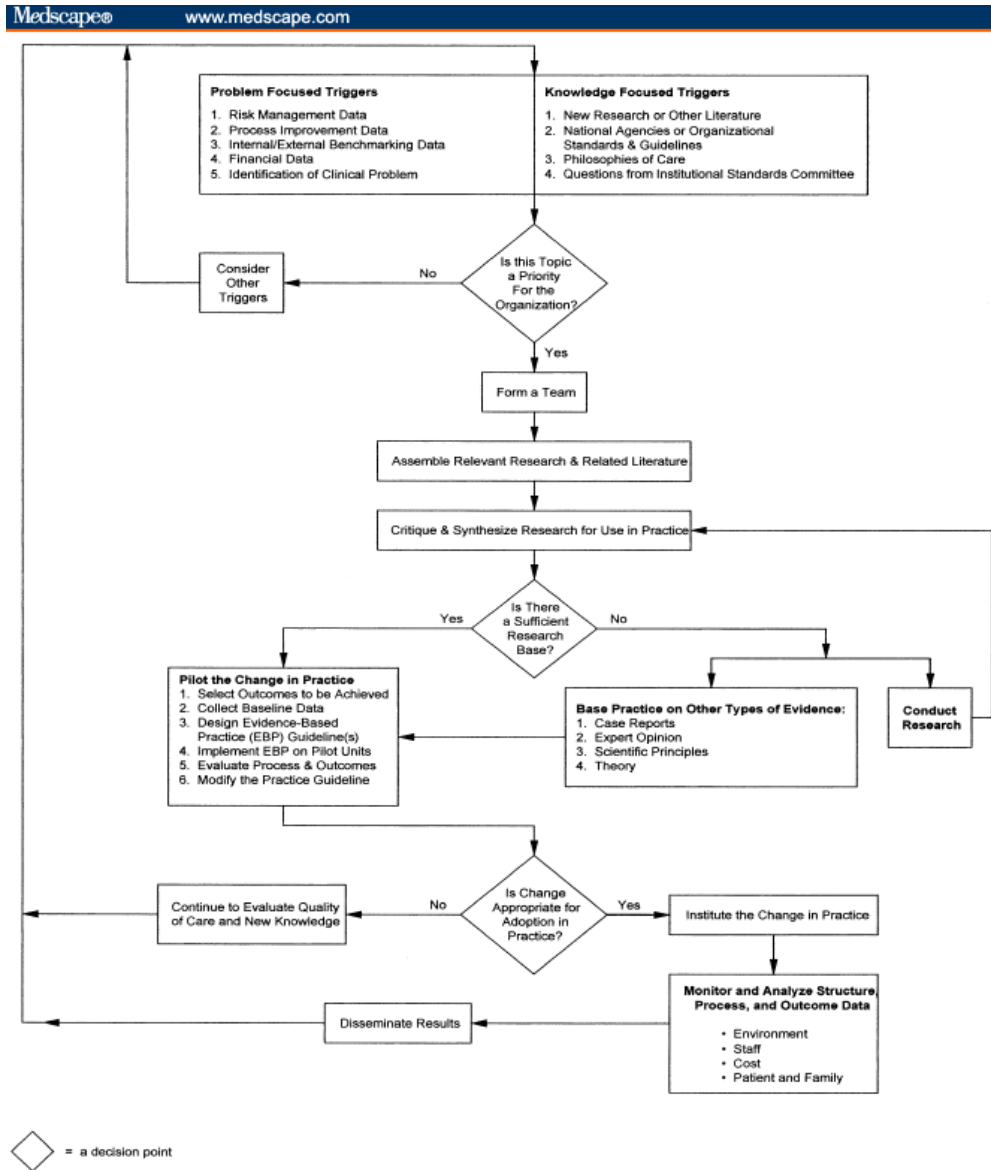 Medscape® www.medscape.com
Problem Focused Triggers
1. Risk Management Data
2. Process Improvement Data
3. Internal/External Benchmarking Data
4. Financial Data
5. Identification of Clinical Problem
Knowledge Focused Triggers
1. New Research or Other Literature
2. National Agencies or Organizational
Standards & Guidelines
3. Philosophies of Care
4. Questions from Institutional Standards Committee
Is this Topic
a Priority
For the
Organization?
No
Consider
Other
Triggers
Yes
Form a Team
Assemble Relevant Research & Related Literature
Critique & Synthesize Research for Use in Practice
Is There
a Sufficient
Research
Base?
Yes
No
Pilot the Change in Practice
1. Select Outcomes to be Achieved
2. Collect Baseline Data
3. Design Evidence-Based
Practice (EBP) Guideline(s)
4. Implement EBP on Pilot Units
5. Evaluate Process & Outcomes
6. Modify the Practice Guideline
Base Practice on Other Types of Evidence:
1. Case Reports
2. Expert Opinion
3. Scientific Principles
4. Theory
Conduct
Research
Is Change
Appropriate for
Adoption in
Practice?
No
Yes
Continue to Evaluate Quality
of Care and New Knowledge
Institute the Change in Practice
Monitor and Analyze Structure,
Process, and Outcome Data
• Environment
• Staff
• Cost
• Patient and Family
Disseminate Results
= a decision point